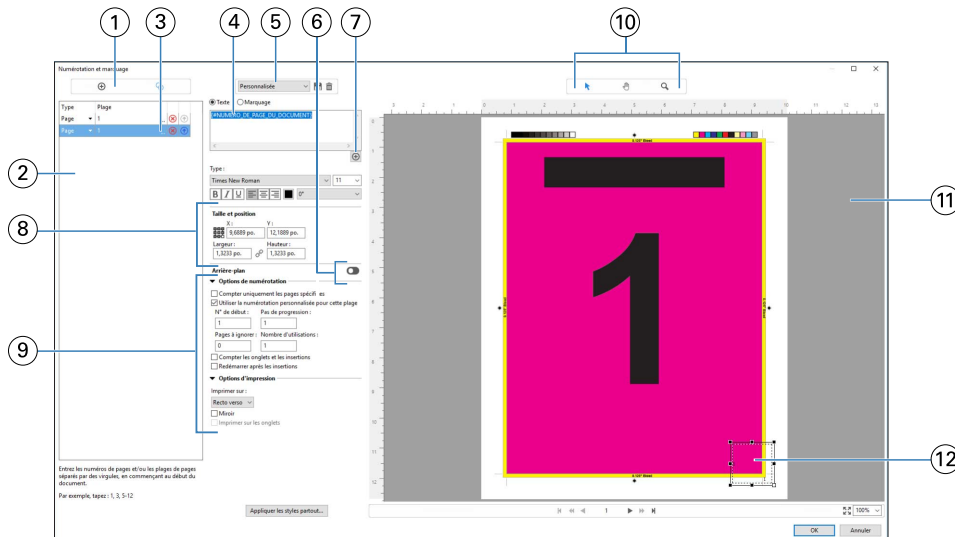 1
3
4
5
6
7
10
Numérotation et marquage
Personnalisée
Type
Plage
Texte
Marquage
Page
1
Page
1
[#NUMÉRO_DE_PAGE_DU_DOCUMENT]
2
Type :
Times New Roman
11
B I U
0°
8
Taille et position
X :
Y :
9,6889 po.
12,1889 po.
Largeur :
Hauteur :
1,3233 po.
1,3233 po.
Arrière-plan
Options de numérotation
Compter uniquement les pages spécifi es
Utiliser la numérotation personnalisée pour cette plage
N° de début :
Pas de progression :
1
1
Pages à ignorer :
Nombre d'utilisations :
0
1
9
Compter les onglets et les insertions
Redémarrer après les insertions
Options d'impression
Imprimer sur :
Recto verso
Miroir
Imprimer sur les onglets
Entrez les numéros de pages et/ou les plages de pages
séparés par des virgules, en commençant au début du
document.
Par exemple, tapez : 1, 3, 5-12
Appliquer les styles partout...
1
11
12
1
100%
OK
Annuler